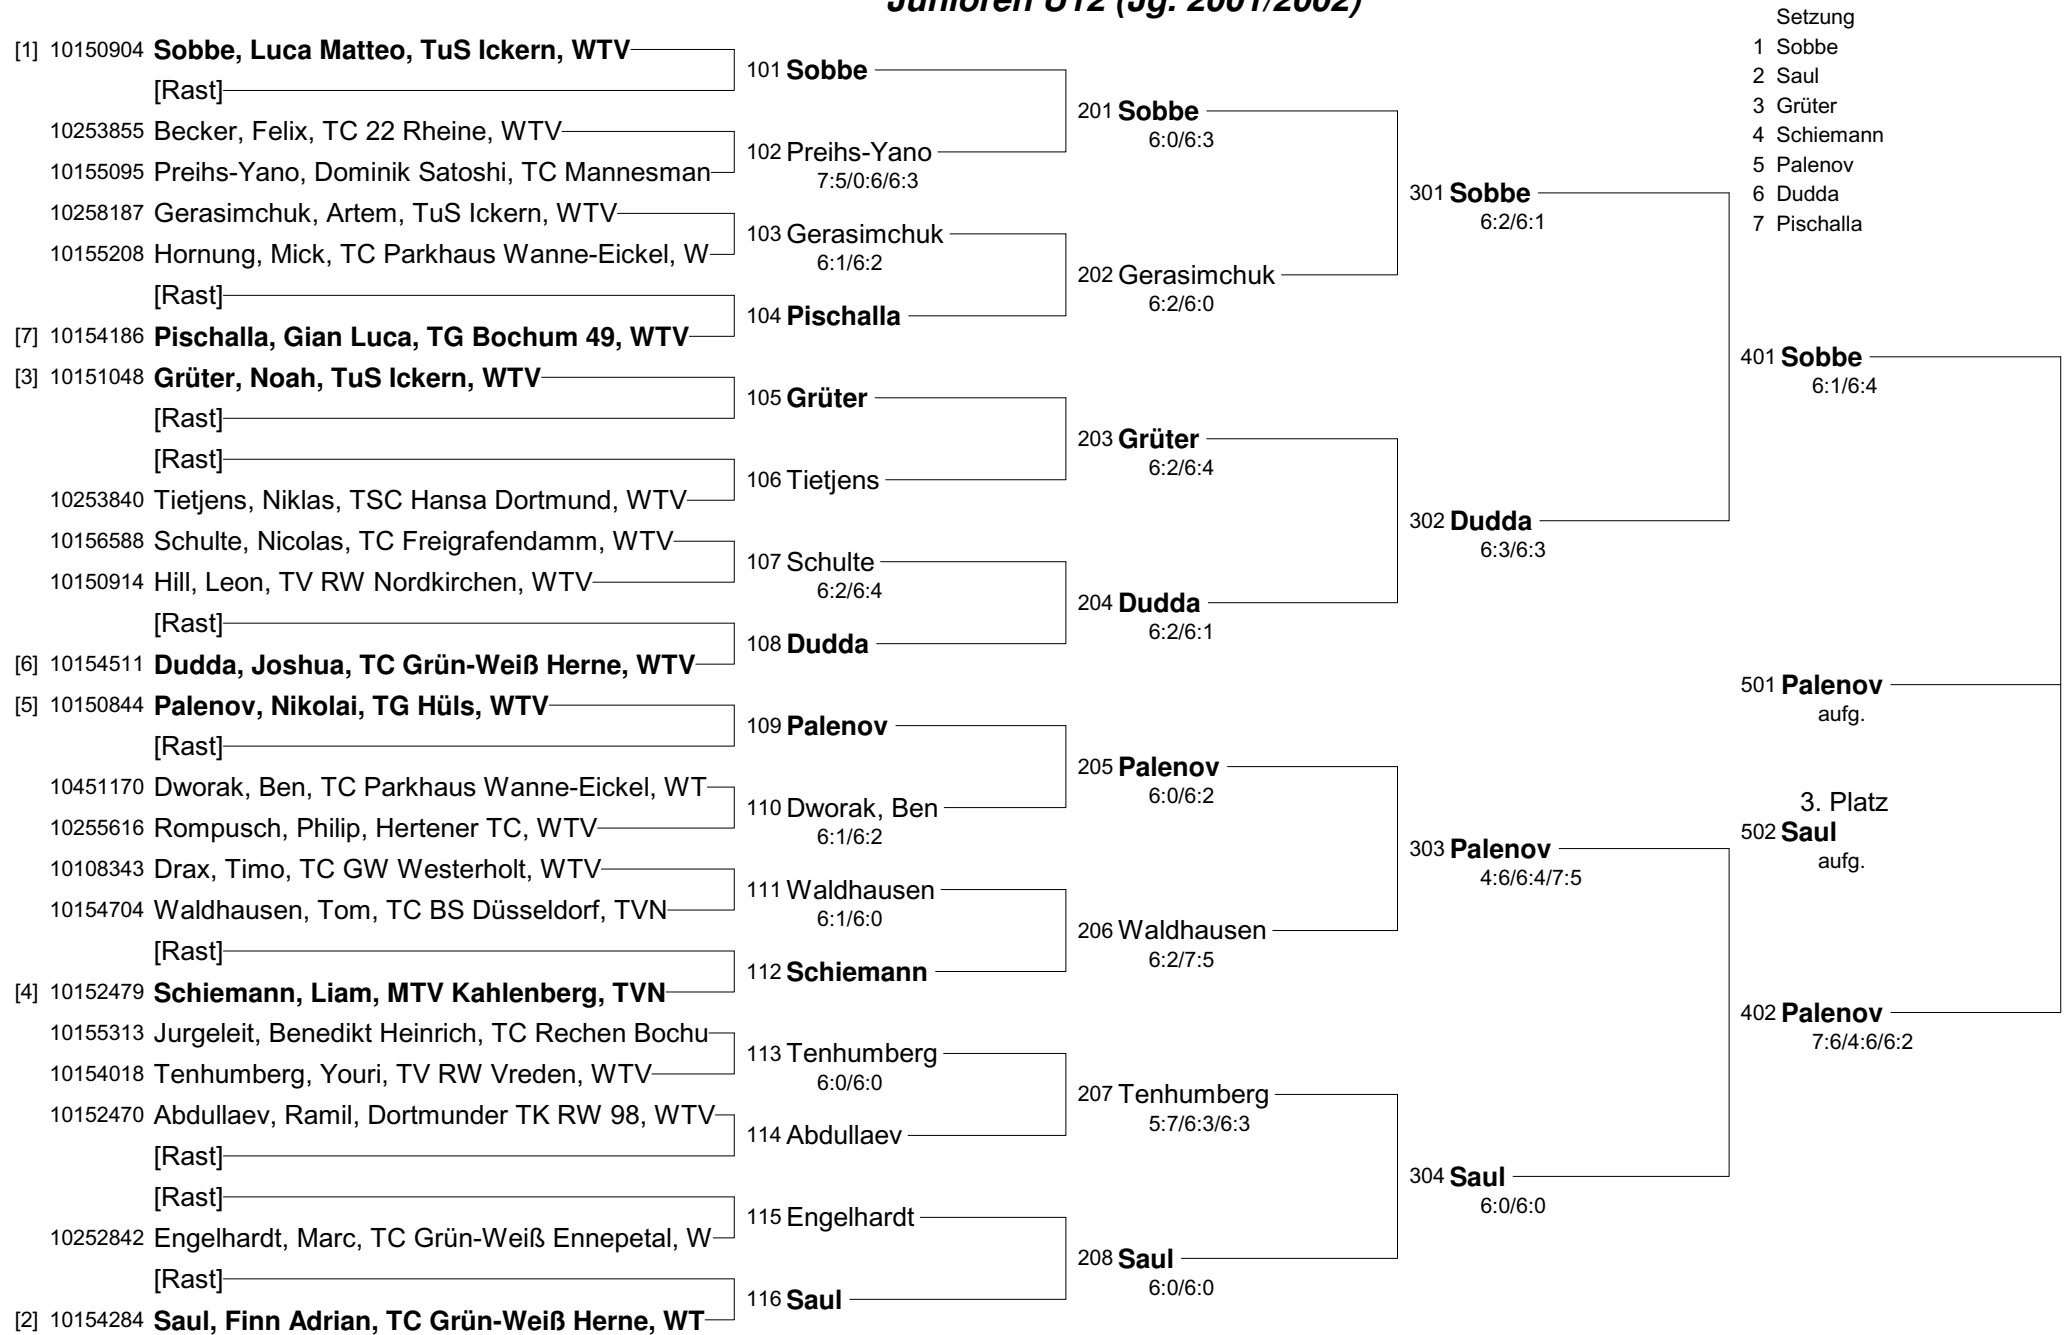 Junioren U12 (Jg. 2001/2002)
Setzung
1 Sobbe
2 Saul
3 Grüter
4 Schiemann
5 Palenov
6 Dudda
7 Pischalla
[1] 10150904 Sobbe, Luca Matteo, TuS Ickern, WTV
[Rast]
10253855 Becker, Felix, TC 22 Rheine, WTV
10155095 Preihs-Yano, Dominik Satoshi, TC Mannesman
10258187 Gerasimchuk, Artem, TuS Ickern, WTV
10155208 Hornung, Mick, TC Parkhaus Wanne-Eickel, W
[Rast]
[7] 10154186 Pischalla, Gian Luca, TG Bochum 49, WTV
[3] 10151048 Grüter, Noah, TuS Ickern, WTV
[Rast]
[Rast]
10253840 Tietjens, Niklas, TSC Hansa Dortmund, WTV
10156588 Schulte, Nicolas, TC Freigrafendamm, WTV
10150914 Hill, Leon, TV RW Nordkirchen, WTV
[Rast]
[6] 10154511 Dudda, Joshua, TC Grün-Weiß Herne, WTV
[5] 10150844 Palenov, Nikolai, TG Hüls, WTV
[Rast]
10451170 Dworak, Ben, TC Parkhaus Wanne-Eickel, WT
10255616 Rompusch, Philip, Hertener TC, WTV
10108343 Drax, Timo, TC GW Westerholt, WTV
10154704 Waldhausen, Tom, TC BS Düsseldorf, TVN
[Rast]
[4] 10152479 Schiemann, Liam, MTV Kahlenberg, TVN
10155313 Jurgeleit, Benedikt Heinrich, TC Rechen Bochu
10154018 Tenhumberg, Youri, TV RW Vreden, WTV
10152470 Abdullaev, Ramil, Dortmunder TK RW 98, WTV
[Rast]
[Rast]
10252842 Engelhardt, Marc, TC Grün-Weiß Ennepetal, W
[Rast]
[2] 10154284 Saul, Finn Adrian, TC Grün-Weiß Herne, WT
101 Sobbe
102 Preihs-Yano
7:5/0:6/6:3
103 Gerasimchuk
6:1/6:2
104 Pischalla
105 Grüter
106 Tietjens
107 Schulte
6:2/6:4
108 Dudda
109 Palenov
110 Dworak, Ben
6:1/6:2
111 Waldhausen
6:1/6:0
112 Schiemann
113 Tenhumberg
6:0/6:0
114 Abdullaev
115 Engelhardt
116 Saul
201 Sobbe
6:0/6:3
202 Gerasimchuk
6:2/6:0
203 Grüter
6:2/6:4
204 Dudda
6:2/6:1
205 Palenov
6:0/6:2
206 Waldhausen
6:2/7:5
207 Tenhumberg
5:7/6:3/6:3
208 Saul
6:0/6:0
301 Sobbe
6:2/6:1
302 Dudda
6:3/6:3
303 Palenov
4:6/6:4/7:5
304 Saul
6:0/6:0
401 Sobbe
6:1/6:4
501 Palenov
aufg.
3. Platz
502 Saul
aufg.
402 Palenov
7:6/4:6/6:2